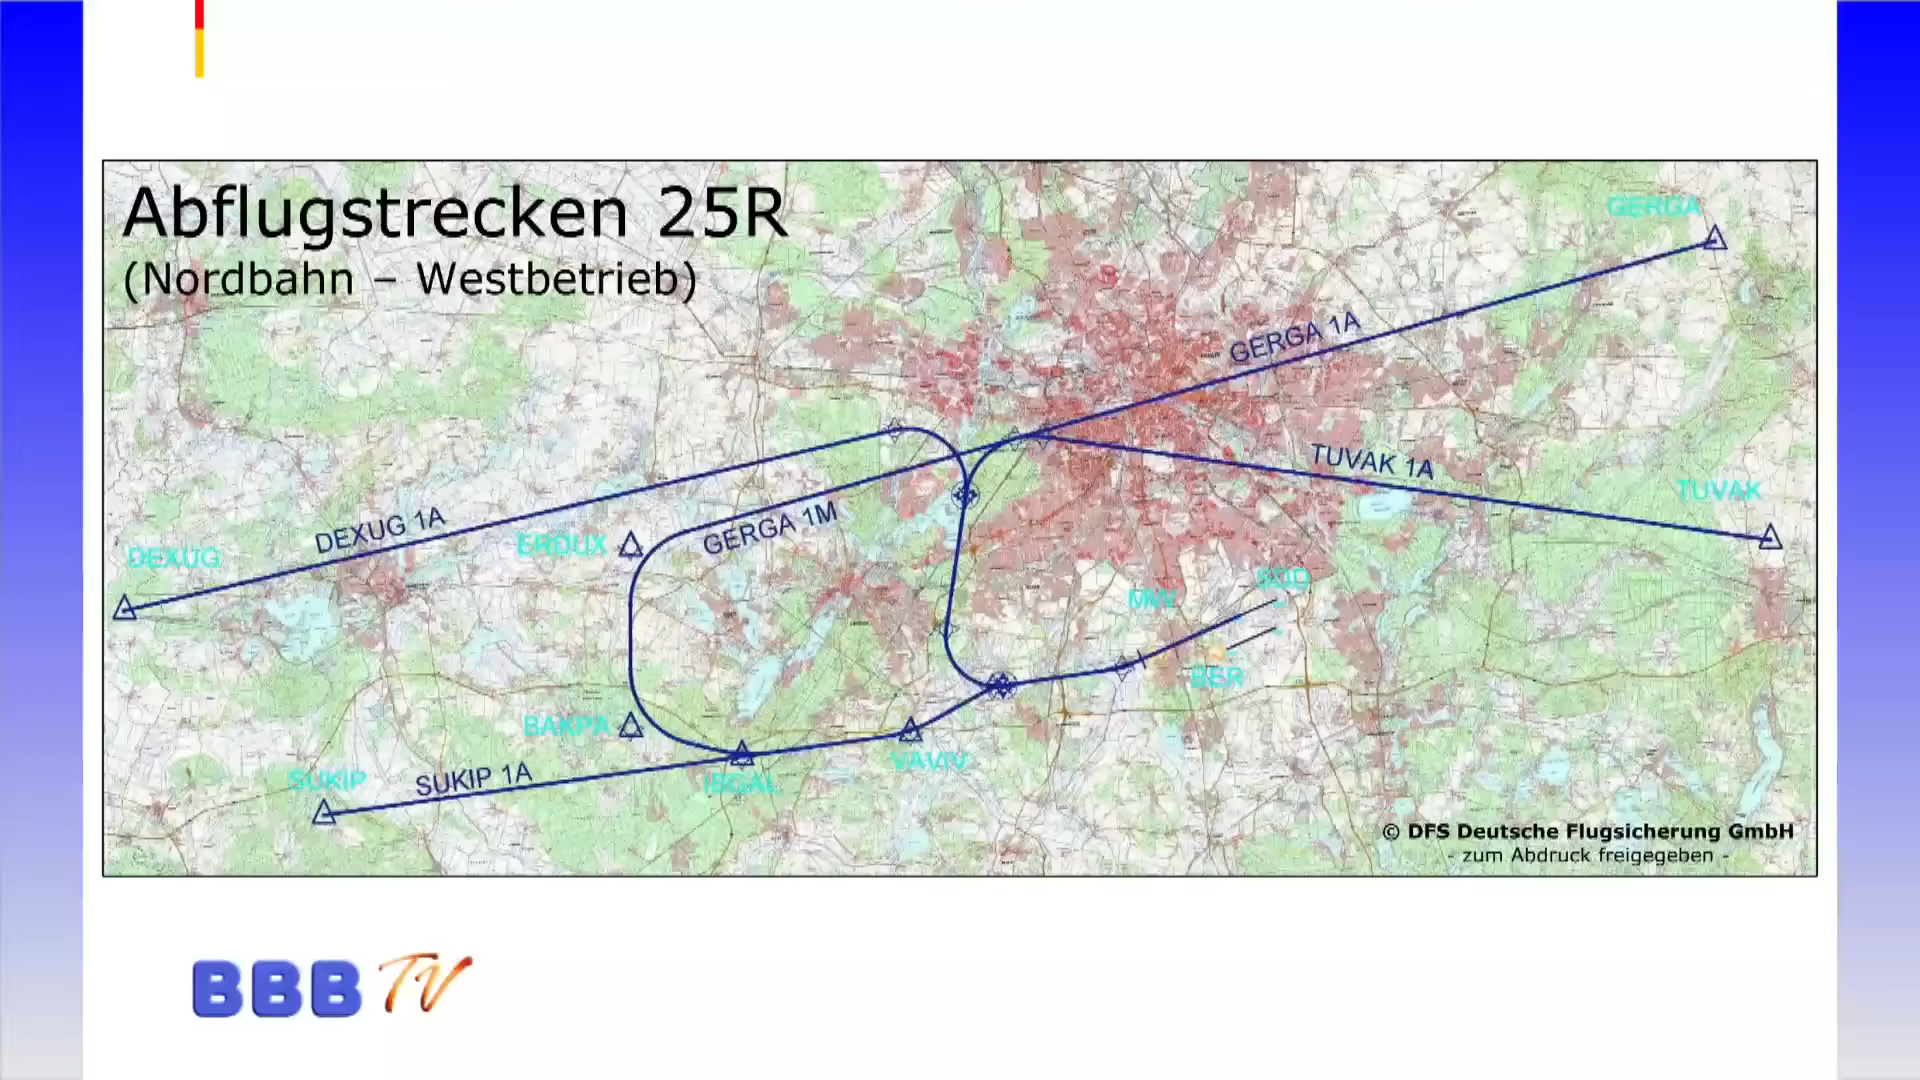 Abflugstrecken 25R
(Nordbahn – Westbetrieb)
GERGA
GERGA 1A
TUVAK 1A
TUVAK
DEXUG 1A
GERGA 1M
ERDUX
DEXUG
SDD
MW
BER
BAKPA
VAVIV
SUKIP
SUKIP 1A
IBGAL
© DFS Deutsche Flugsicherung GmbH
- zum Abdruck freigegeben -
BBB TV